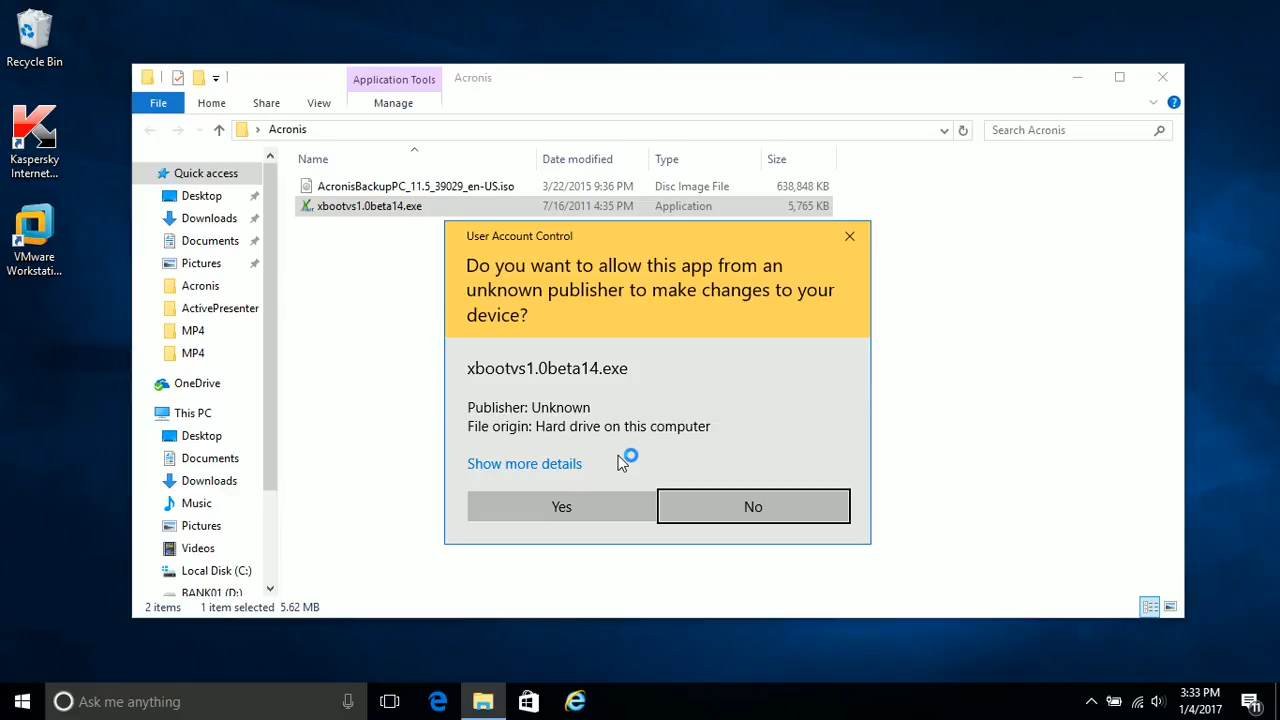 Recycle Bin
Kaspersky
Internet...
VMware
Workstati...
Application Tools
Acronis
File
Home
Share
View
Manage
Acronis
Search Acronis
Quick access
Desktop
Downloads
Documents
Pictures
Acronis
ActivePresenter
MP4
MP4
OneDrive
This PC
Desktop
Documents
Downloads
Music
Pictures
Videos
Local Disk (C:)
BANK01 (D:)
Name
Date modified
Type
Size
AcronisBackupPC_11.5_39029_en-US.iso
3/22/2015 9:36 PM
Disc Image File
638,848 KB
xbootvs1.0beta14.exe
7/16/2011 4:35 PM
Application
5,765 KB
User Account Control
Do you want to allow this app from an
unknown publisher to make changes to your
device?
xbootvs1.0beta14.exe
Publisher: Unknown
File origin: Hard drive on this computer
Show more details
Yes
No
2 items
1 item selected 5.62 MB
Ask me anything
3:33 PM
1/4/2017
11